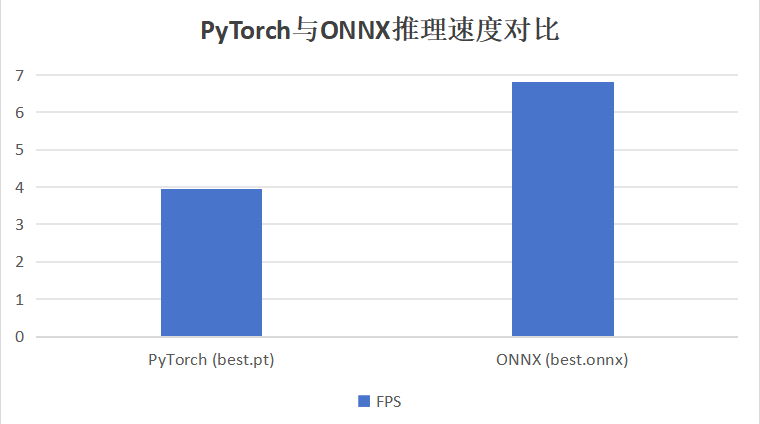 PyTorch与ONNX推理速度对比
7
6
5
4
3
2
1
0
PyTorch (best.pt)
ONNX (best.onnx)
FPS